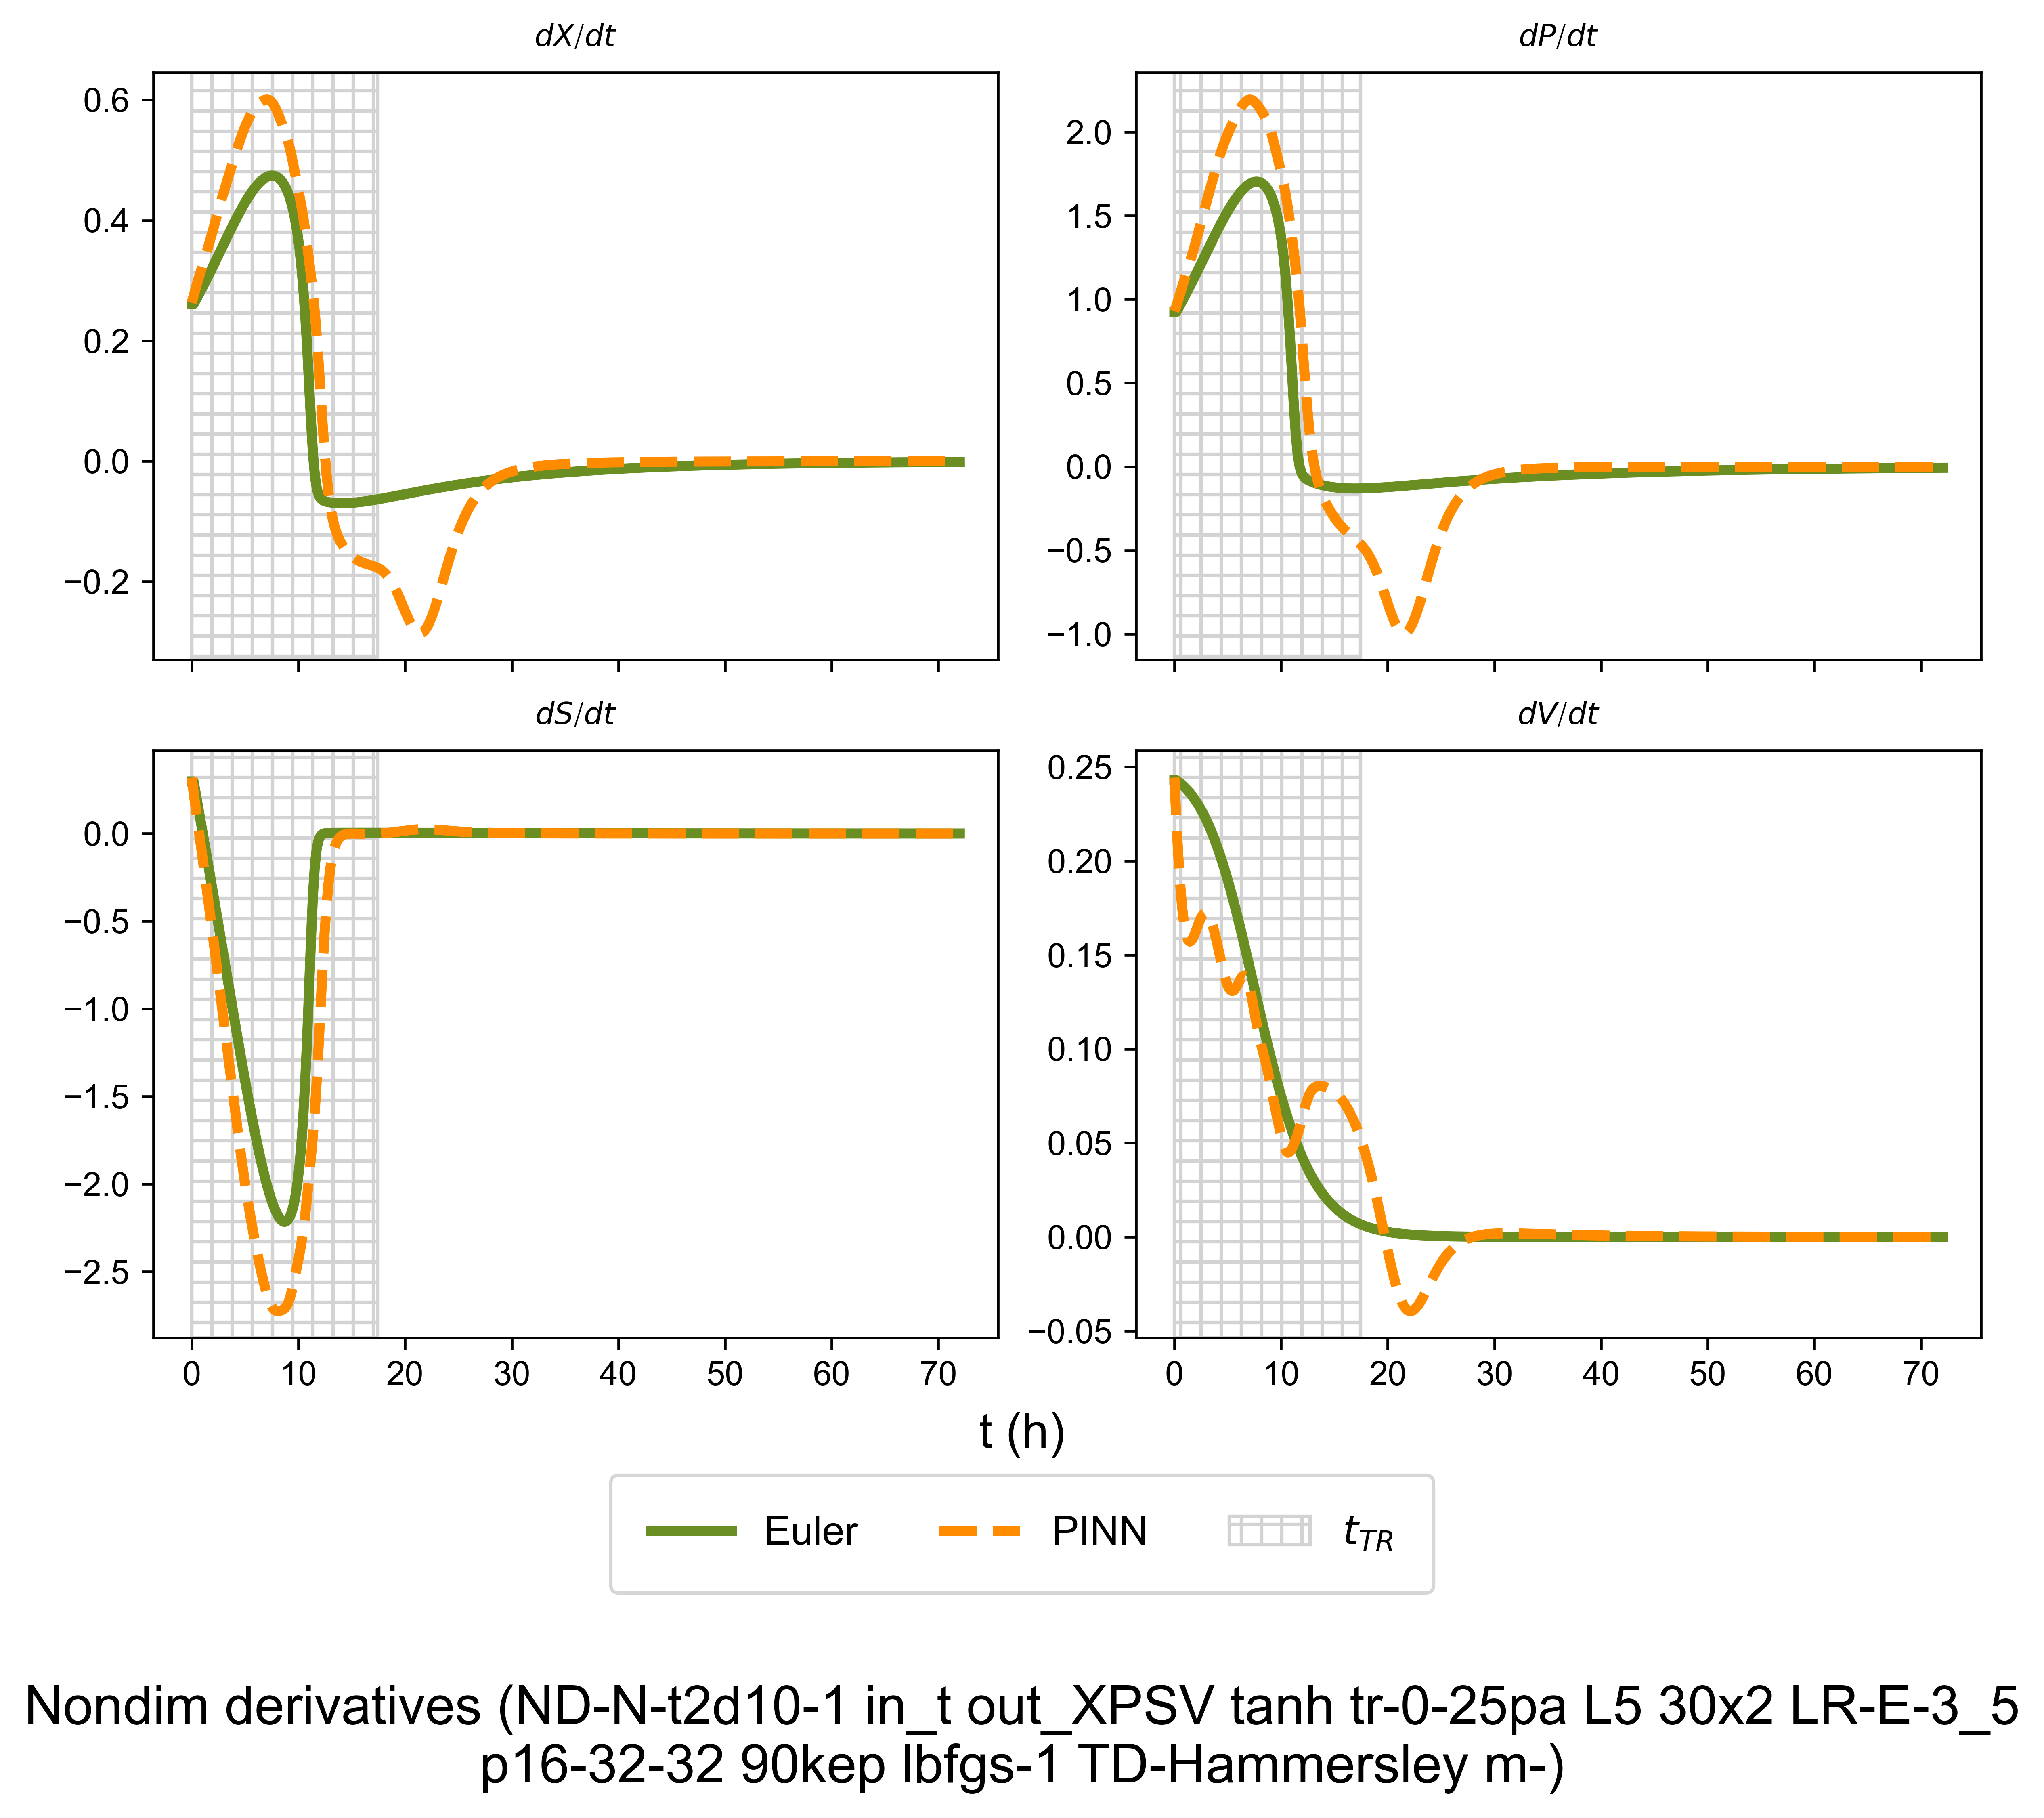 dX/dt
dP/dt
0.6
0.4
0.2
0.0
−0.2
2.0
1.5
1.0
0.5
0.0
−0.5
−1.0
dS/dt
dV/dt
0.0
−0.5
−1.0
−1.5
−2.0
−2.5
0.25
0.20
0.15
0.10
0.05
0.00
−0.05
0 10 20 30 40 50 60 70
0 10 20 30 40 50 60 70
t (h)
Euler PINN t_TR
Nondim derivatives (ND-N-t2d10-1 in_t out_XPSV tanh tr-0-25pa L5 30x2 LR-E-3_5
p16-32-32 90kep lbfgs-1 TD-Hammersley m-)